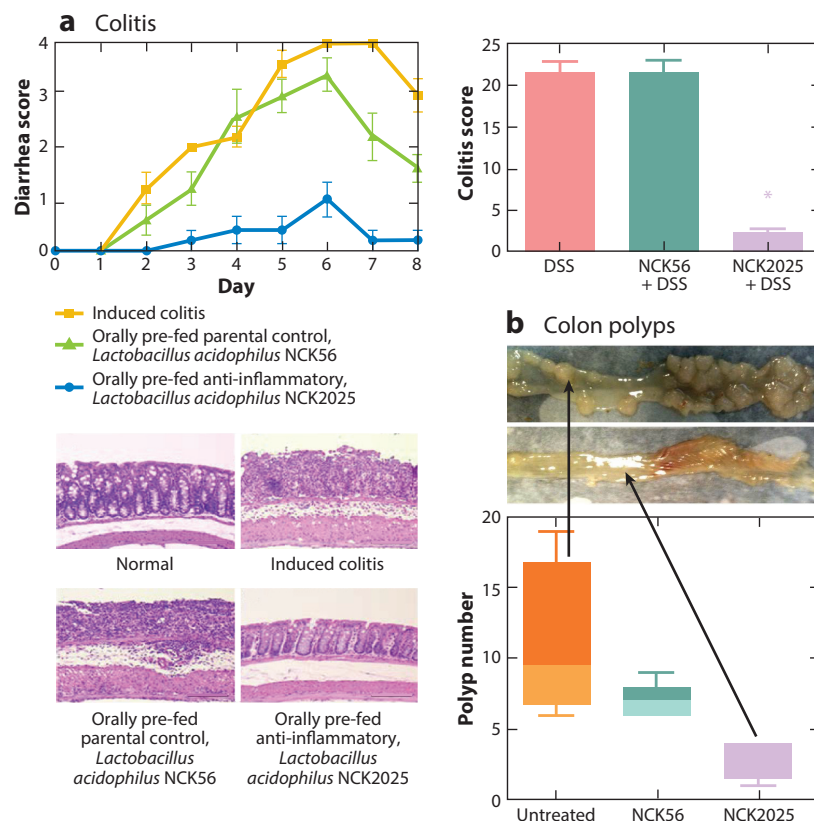 a Colitis
Diarrhea score
4
3
2
1
0
0 1 2 3 4 5 6 7 8
Day
Induced colitis
Orally pre-fed parental control,
Lactobacillus acidophilus NCK56
Orally pre-fed anti-inflammatory,
Lactobacillus acidophilus NCK2025
Normal
Induced colitis
Orally pre-fed
parental control,
Lactobacillus
acidophilus NCK56
Orally pre-fed
anti-inflammatory,
Lactobacillus
acidophilus NCK2025
Colitis score
25
20
15
10
5
0
*
DSS
NCK56
+ DSS
NCK2025
+ DSS
b Colon polyps
Polyp number
20
15
10
5
0
Untreated
NCK56
NCK2025